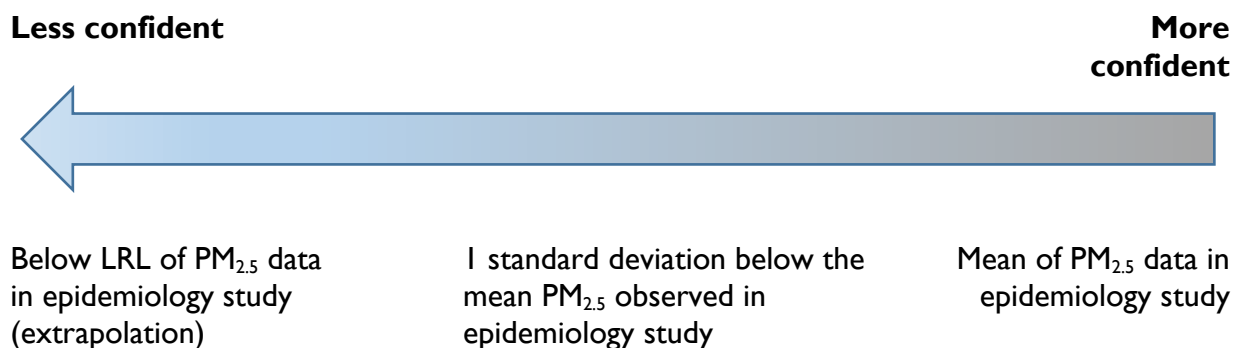 Less confident
More
confident
Below LRL of PM2.5 data
in epidemiology study
(extrapolation)
1 standard deviation below the
mean PM2.5 observed in
epidemiology study
Mean of PM2.5 data in
epidemiology study